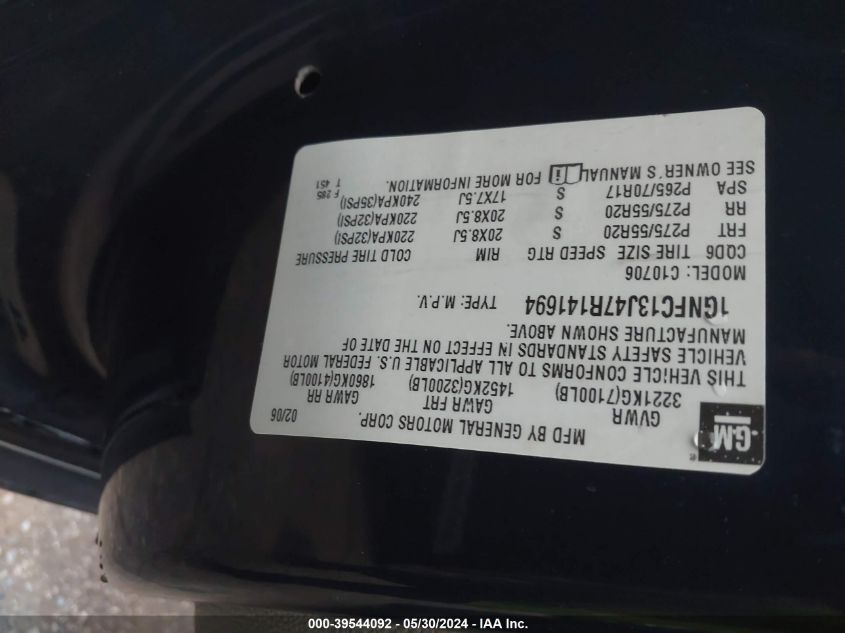 GM
MFD BY GENERAL MOTORS CORP. 02/06
GVWR GAWR FRT GAWR RR
3221KG(7100LB) 1452KG(3200LB) 1860KG(4100LB)
THIS VEHICLE CONFORMS TO ALL APPLICABLE U.S. FEDERAL MOTOR
VEHICLE SAFETY STANDARDS IN EFFECT ON THE DATE OF
MANUFACTURE SHOWN ABOVE.
1GNFC13J47R141694 TYPE: M.P.V.
MODEL: C10706
CQD6 TIRE SIZE SPEED RTG RIM COLD TIRE PRESSURE
FRT P275/55R20 S 20X8.5J 220KPA(32PSI)
RR P275/55R20 S 20X8.5J 220KPA(32PSI)
SPA P265/70R17 S 17X7.5J 240KPA(35PSI)
SEE OWNER'S MANUAL i FOR MORE INFORMATION.
F 285
T 451
000-39544092 - 05/30/2024 - IAA Inc.